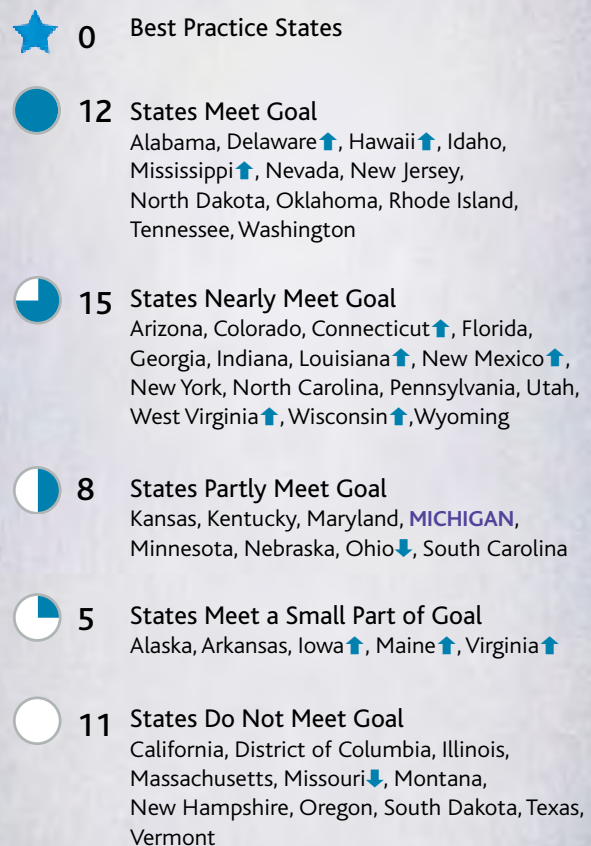 0 Best Practice States
12 States Meet Goal
Alabama, Delaware⬆, Hawaii⬆, Idaho,
Mississippi⬆, Nevada, New Jersey,
North Dakota, Oklahoma, Rhode Island,
Tennessee, Washington
15 States Nearly Meet Goal
Arizona, Colorado, Connecticut⬆, Florida,
Georgia, Indiana, Louisiana⬆, New Mexico⬆,
New York, North Carolina, Pennsylvania, Utah,
West Virginia⬆, Wisconsin⬆,Wyoming
8 States Partly Meet Goal
Kansas, Kentucky, Maryland, MICHIGAN,
Minnesota, Nebraska, Ohio⬇, South Carolina
5 States Meet a Small Part of Goal
Alaska, Arkansas, Iowa⬆, Maine⬆, Virginia⬆
11 States Do Not Meet Goal
California, District of Columbia, Illinois,
Massachusetts, Missouri⬇, Montana,
New Hampshire, Oregon, South Dakota, Texas,
Vermont